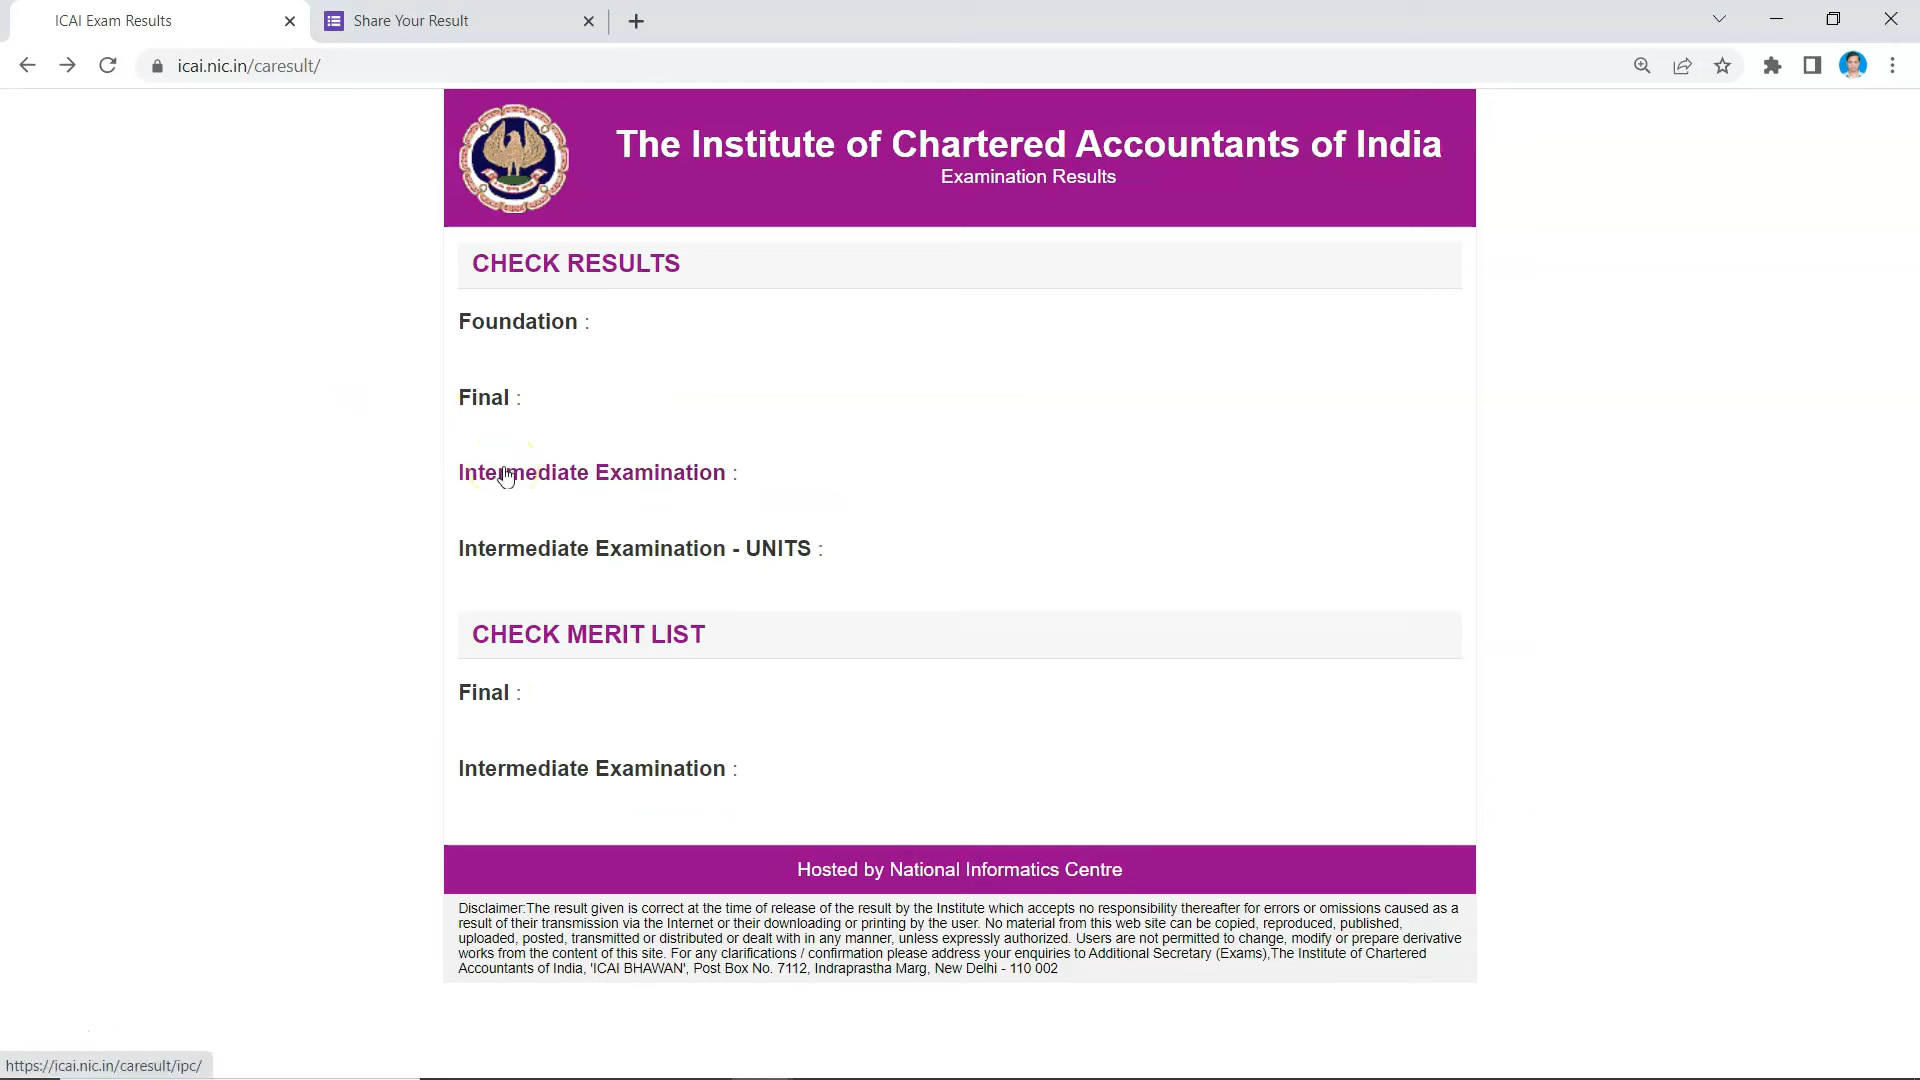 ICAI Exam Results
Share Your Result
icai.nic.in/caresult/
The Institute of Chartered Accountants of India
Examination Results
CHECK RESULTS
Foundation :
Final :
Intermediate Examination :
Intermediate Examination - UNITS :
CHECK MERIT LIST
Final :
Intermediate Examination :
Hosted by National Informatics Centre
Disclaimer:The result given is correct at the time of release of the result by the Institute which accepts no responsibility thereafter for errors or omissions caused as a
result of their transmission via the Internet or their downloading or printing by the user. No material from this web site can be copied, reproduced, published,
uploaded, posted, transmitted or distributed or dealt with in any manner, unless expressly authorized. Users are not permitted to change, modify or prepare derivative
works from the content of this site. For any clarifications / confirmation please address your enquiries to Additional Secretary (Exams),The Institute of Chartered
Accountants of India, 'ICAI BHAWAN', Post Box No. 7112, Indraprastha Marg, New Delhi - 110 002
https://icai.nic.in/caresult/ipc/